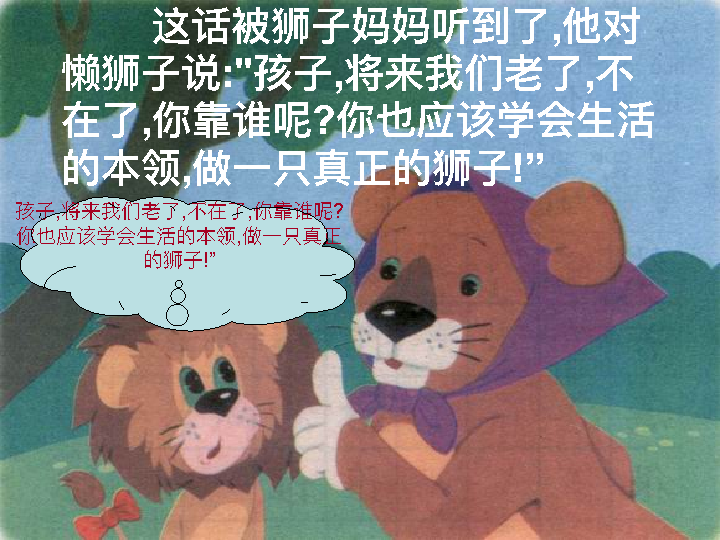 这话被狮子妈妈听到了,他对
懒狮子说:"孩子,将来我们老了,不
在了,你靠谁呢?你也应该学会生活
的本领,做一只真正的狮子!”
孩子,将来我们老了,不在了,你靠谁呢?
你也应该学会生活的本领,做一只真正
的狮子!”